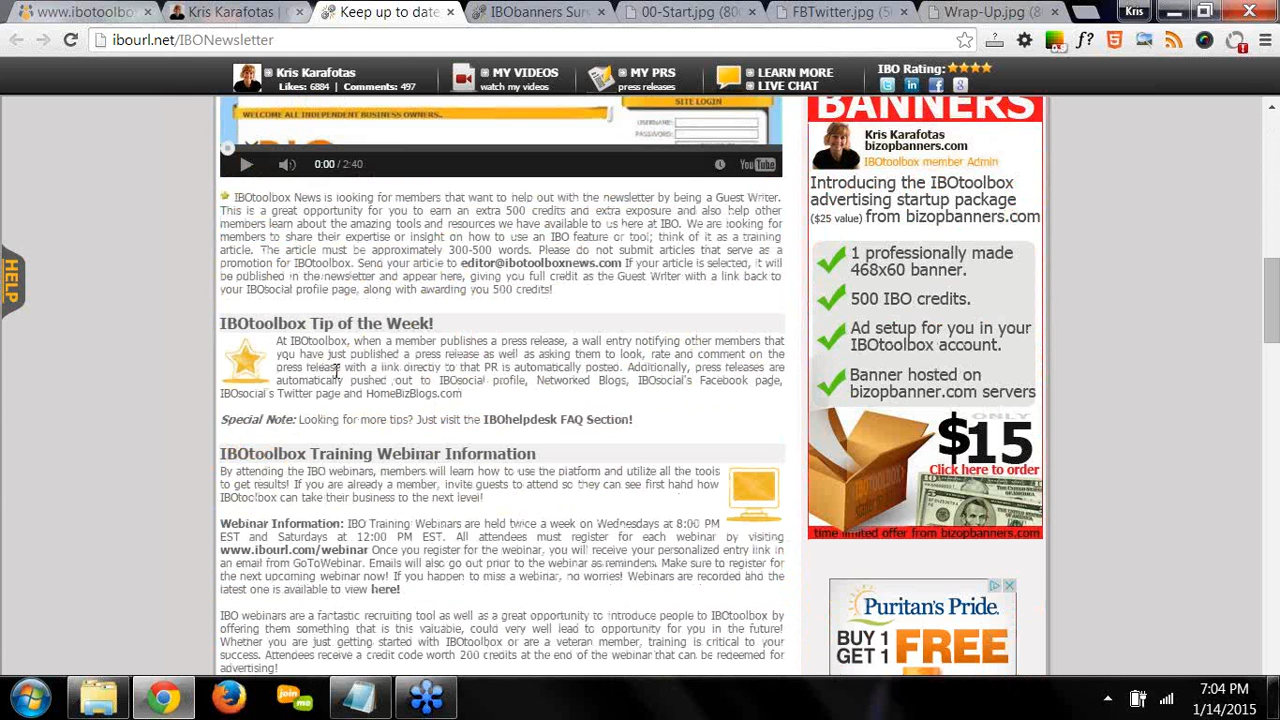 www.ibotoolbo
Kris Karafotas | C
Keep up to date
IBObanners Sur
00-Start.jpg (80
FBTwitter.jpg (5
Wrap-Up.jpg (8
Kris
ibourl.net/IBONewsletter
Kris Karafotas
Likes: 6884 | Comments: 497
MY VIDEOS
watch my videos
MY PRS
press releases
LEARN MORE
LIVE CHAT
IBO Rating:
SITE LOGIN
WELCOME ALL INDEPENDENT BUSINESS OWNERS..
USERNAME:
PASSWORD:
0:00 / 2:40
YouTube
IBOtoolbox News is looking for members that want to help out with the newsletter by being a Guest Writer.
This is a great opportunity for you to earn an extra 500 credits and extra exposure and also help other
members learn about the amazing tools and resources we have available to us here at IBO. We are looking for
members to share their expertise or insight on how to use an IBO feature or tool; think of it as a training
article. The article must be approximately 300-500 words. Please do not submit articles that serve as a
promotion for IBOtoolbox. Send your article to editor@ibotoolboxnews.com If your article is selected, it will
be published in the newsletter and appear here, giving you full credit as the Guest Writer with a link back to
your IBOsocial profile page, along with awarding you 500 credits!
IBOtoolbox Tip of the Week!
At IBOtoolbox, when a member publishes a press release, a wall entry notifying other members that
you have just published a press release as well as asking them to look, rate and comment on the
press release with a link directly to that PR is automatically posted. Additionally, press releases are
automatically pushed out to IBOsocial profile, Networked Blogs, IBOsocial's Facebook page,
IBOsocial's Twitter page and HomeBizBlogs.com
Special Note: Looking for more tips? Just visit the IBOhelpdesk FAQ Section!
IBOtoolbox Training Webinar Information
By attending the IBO webinars, members will learn how to use the platform and utilize all the tools
to get results! If you are already a member, invite guests to attend so they can see first hand how
IBOtoolbox can take their business to the next level!
Webinar Information: IBO Training Webinars are held twice a week on Wednesdays at 8:00 PM
EST and Saturdays at 12:00 PM EST. All attendees must register for each webinar by visiting
www.ibourl.com/webinar Once you register for the webinar, you will receive your personalized entry link in
an email from GoToWebinar. Emails will also go out prior to the webinar as reminders. Make sure to register for
the next upcoming webinar now! If you happen to miss a webinar, no worries! Webinars are recorded and the
latest one is available to view here!
IBO webinars are a fantastic recruiting tool as well as a great opportunity to introduce people to IBOtoolbox by
offering them something that is this valuable, could very well lead to opportunity for you in the future!
Whether you are just getting started with IBOtoolbox or are a veteran member, training is critical to your
success. Attendees receive a credit code worth 200 credits at the end of the webinar that can be redeemed for
advertising!
HELP
BANNERS
Kris Karafotas
bizopbanners.com
IBOtoolbox member Admin
Introducing the IBOtoolbox
advertising startup package
($25 value) from bizopbanners.com
1 professionally made
468x60 banner.
500 IBO credits.
Ad setup for you in your
IBOtoolbox account.
Banner hosted on
bizopbanner.com servers
ONLY
$15
Click here to order
time limited offer from bizopbanners.com
Puritan's Pride.
BUY 1
GET 1
FREE
join
me
7:04 PM
1/14/2015